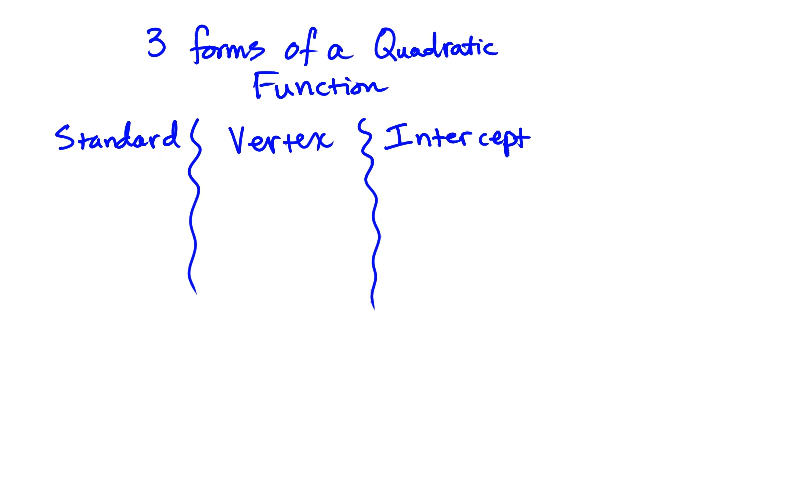 3 forms of a Quadratic
Function
Standard Vertex Intercept